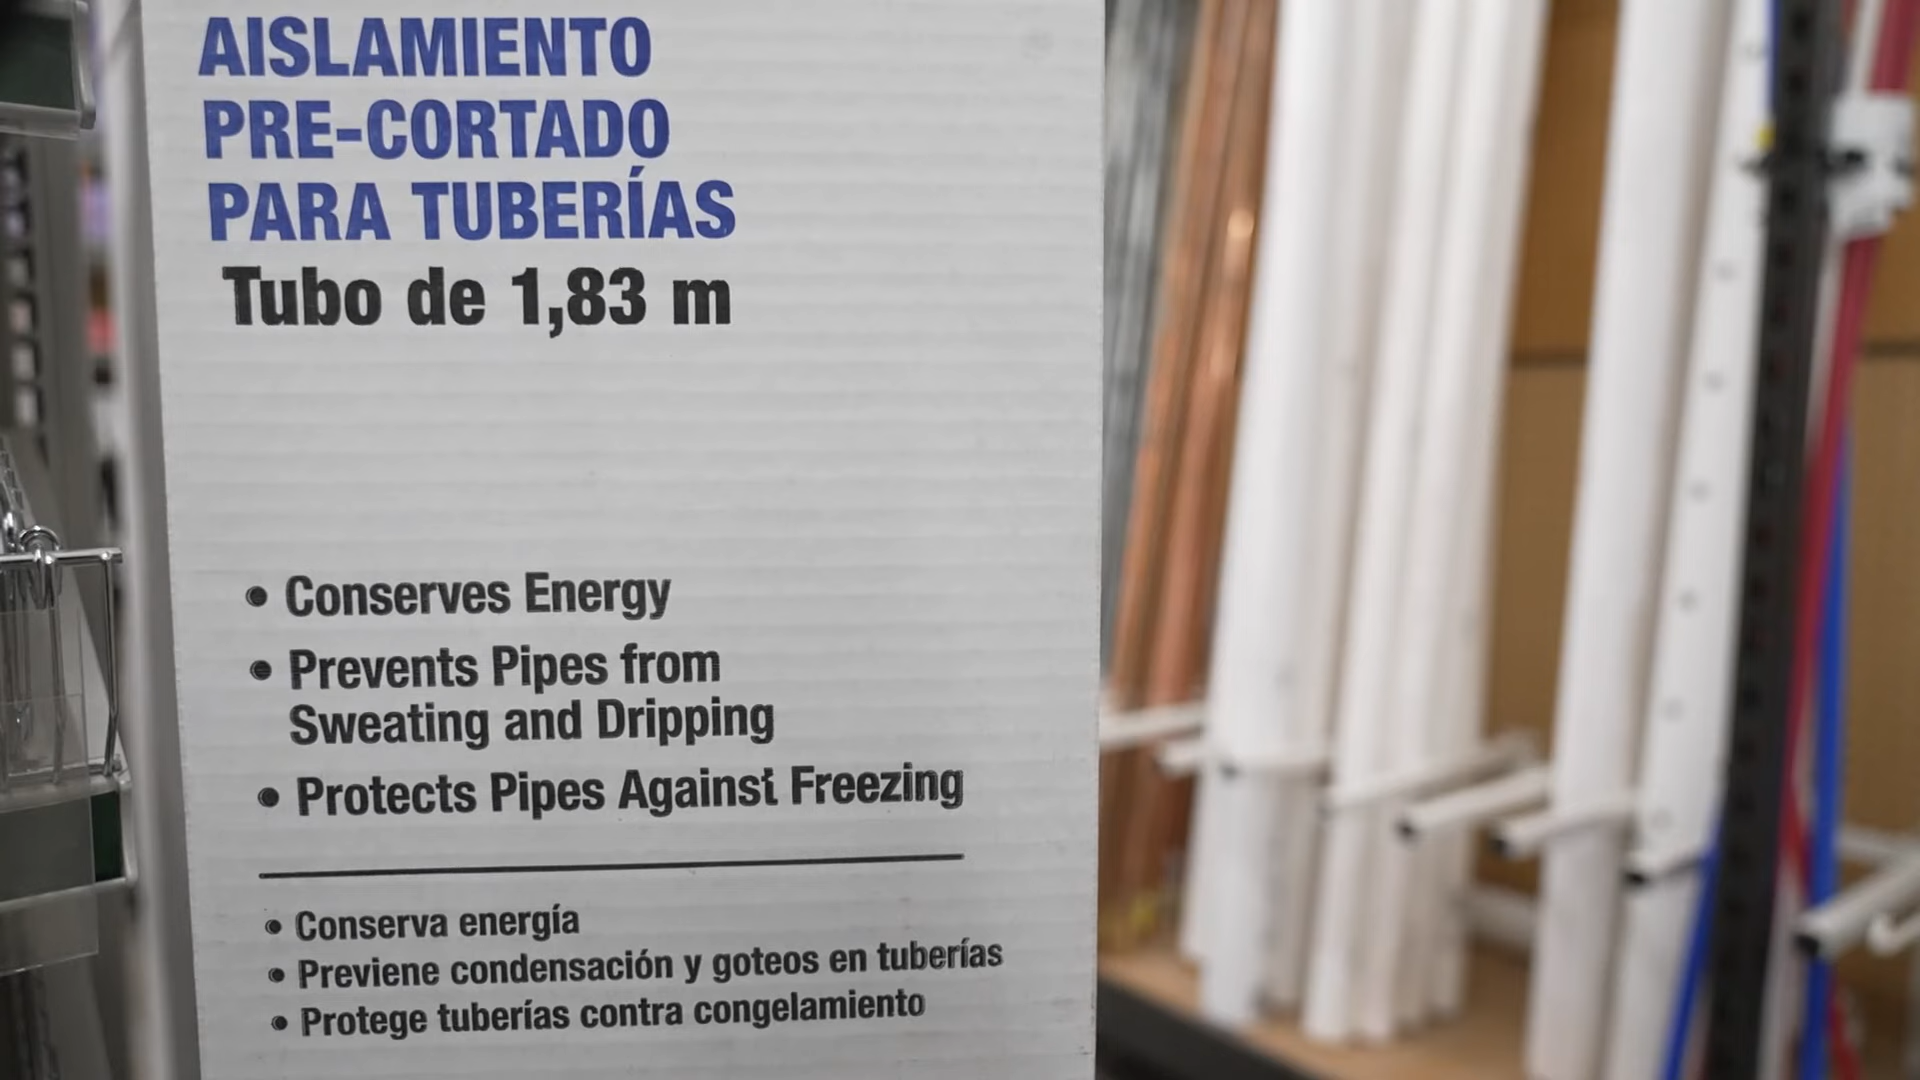 AISLAMIENTO
PRE-CORTADO
PARA TUBERÍAS
Tubo de 1,83 m
• Conserves Energy
• Prevents Pipes from
Sweating and Dripping
• Protects Pipes Against Freezing
• Conserva energía
• Previene condensación y goteos en tuberías
• Protege tuberías contra congelamiento